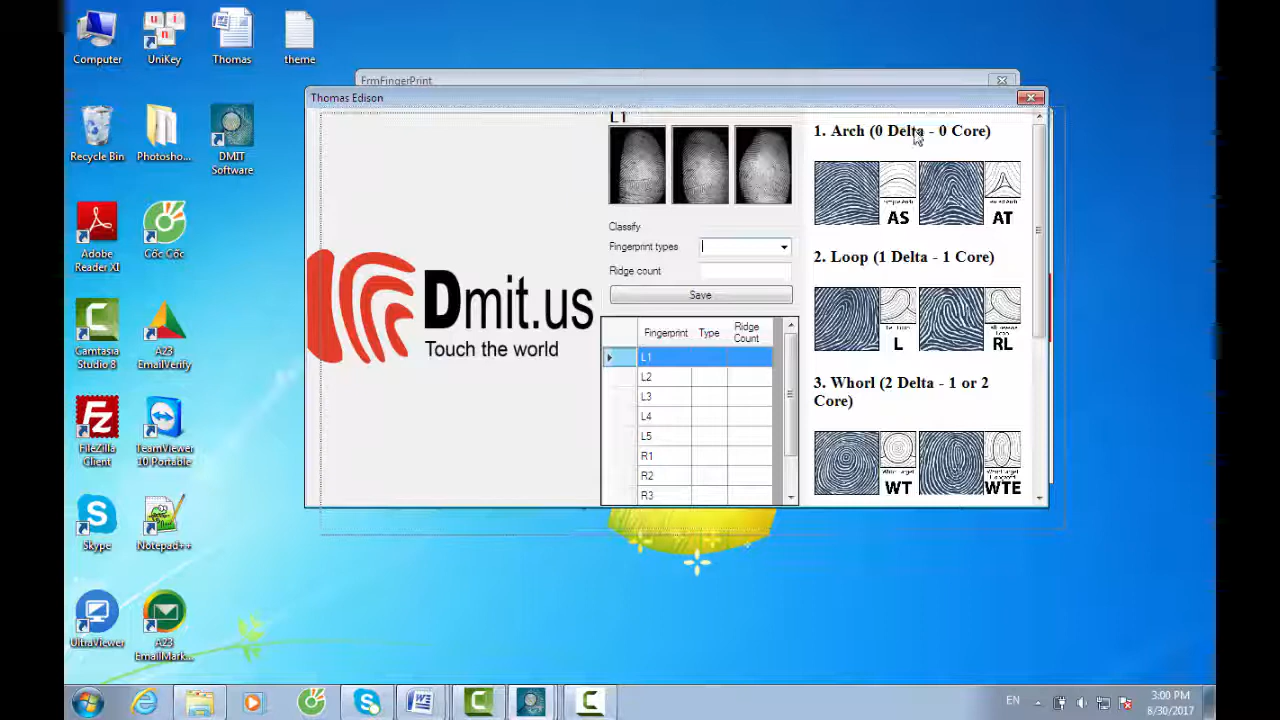 Computer
UniKey
Thomas
theme
Recycle Bin
Photosho...
DMIT
Software
Adobe
Reader XI
Cốc Cốc
Camtasia
Studio 8
A23
EmailVerify
FileZilla
Client
TeamViewer
10 Portable
Skype
Notepad++
UltraViewer
A23
EmailMark...
FrmFingerPrint
Thomas Edison
Dmit.us
Touch the world
L1
Classify
Fingerprint types
Ridge count
Save
Fingerprint Type Ridge
Count
L1
L2
L3
L4
L5
R1
R2
R3
1. Arch (0 Delta - 0 Core)
AS AT
2. Loop (1 Delta - 1 Core)
L RL
3. Whorl (2 Delta - 1 or 2
Core)
WT WTE
EN
3:00 PM
8/30/2017